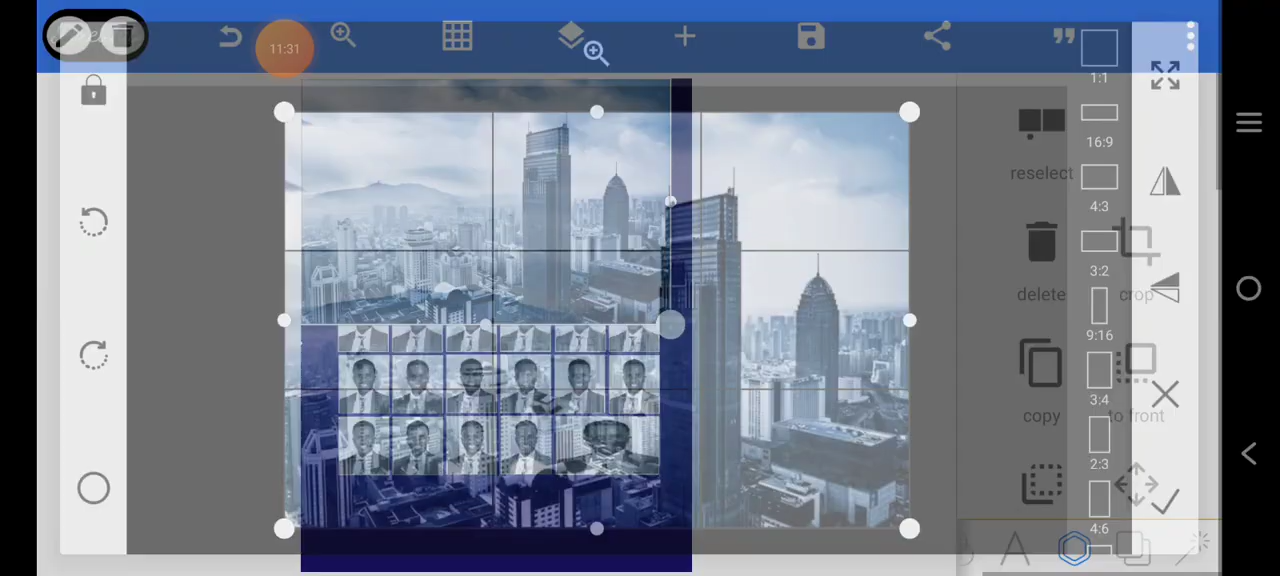 11:31
1:1
16:9
reselect
4:3
3:2
delete
crop
9:16
3:4
copy
to front
2:3
4:6
A